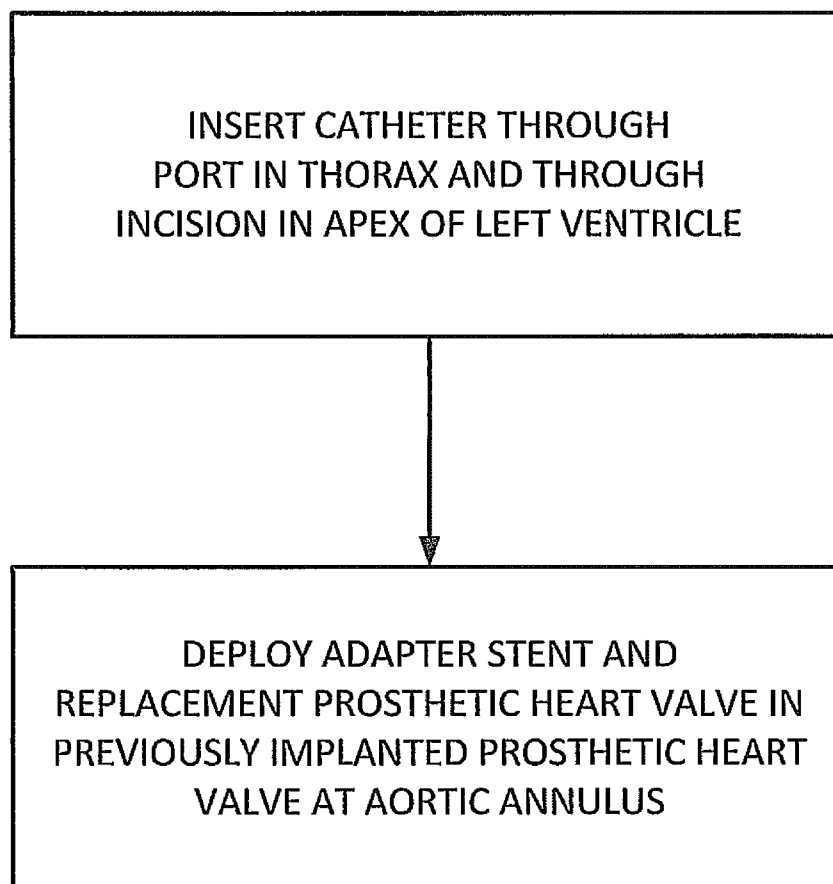 INSERT CATHETER THROUGH
PORT IN THORAX AND THROUGH
INCISION IN APEX OF LEFT VENTRICLE
DEPLOY ADAPTER STENT AND
REPLACEMENT PROSTHETIC HEART VALVE IN
PREVIOUSLY IMPLANTED PROSTHETIC HEART
VALVE AT AORTIC ANNULUS